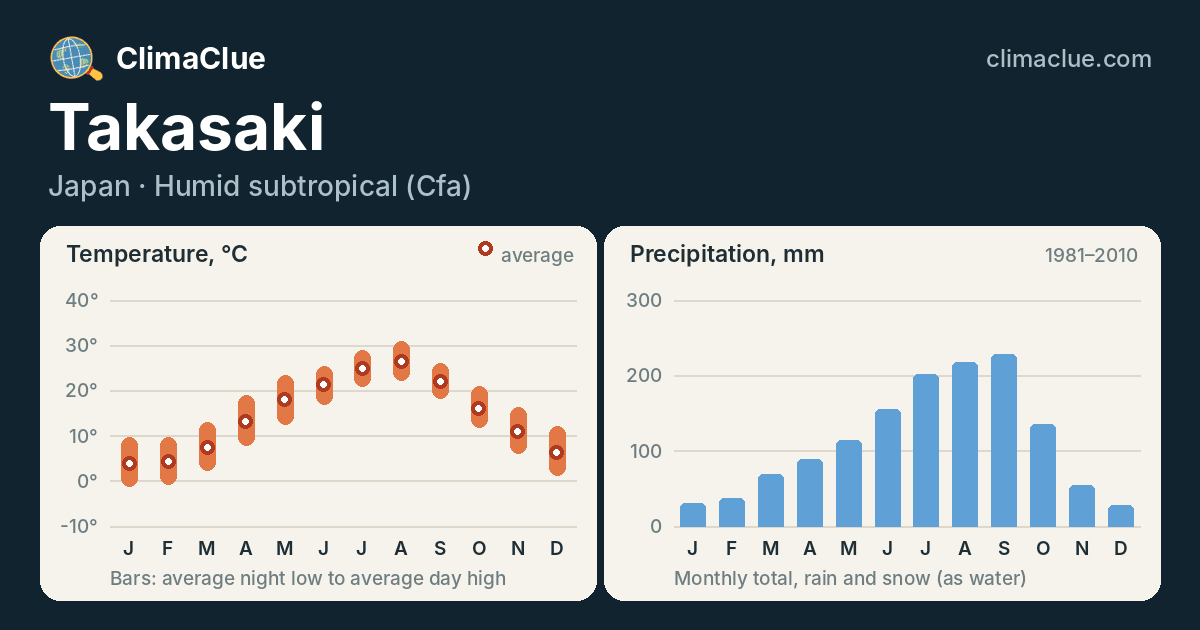 ClimaClue
climaclue.com
Takasaki
Japan · Humid subtropical (Cfa)
Temperature, °C
average
40°
30°
20°
10°
0°
-10°
J F M A M J J A S O N D
Bars: average night low to average day high
Precipitation, mm
1981–2010
300
200
100
0
J F M A M J J A S O N D
Monthly total, rain and snow (as water)